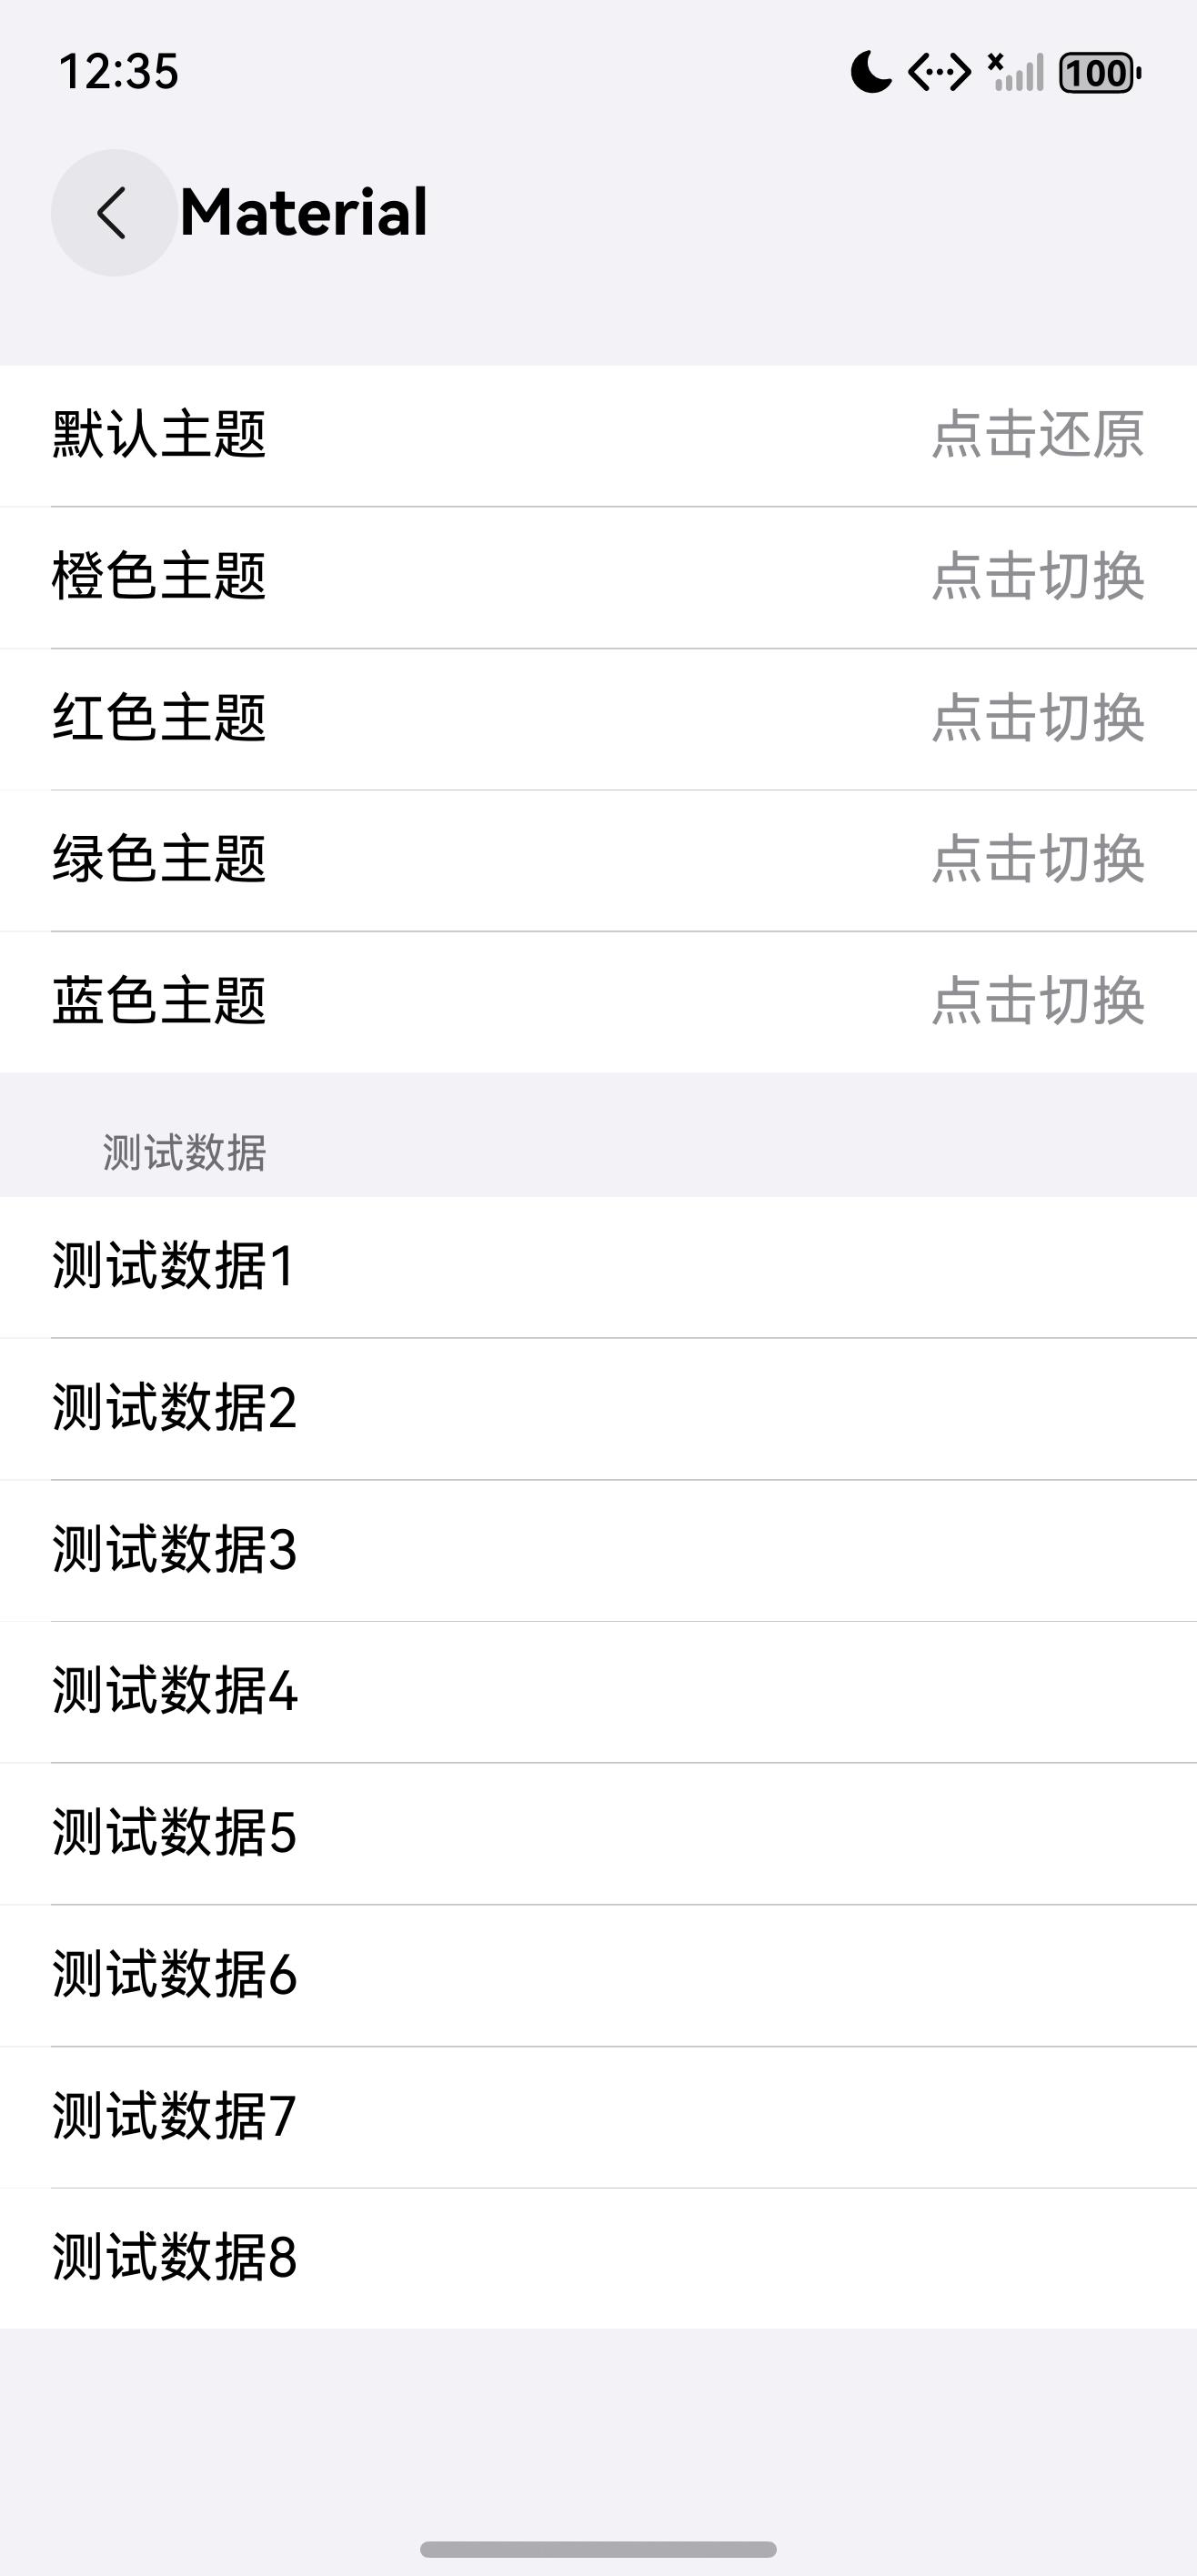 12:35
100
Material
默认主题 点击还原
橙色主题 点击切换
红色主题 点击切换
绿色主题 点击切换
蓝色主题 点击切换
测试数据
测试数据1
测试数据2
测试数据3
测试数据4
测试数据5
测试数据6
测试数据7
测试数据8